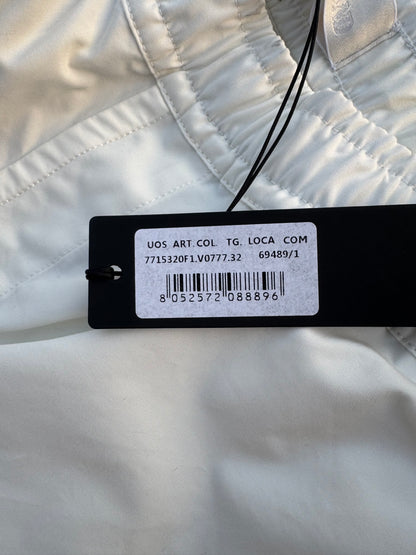 UOS ART.COL. TG. LOCA COM
7715320F1.V0777.32 69489/1
8 052572 088896